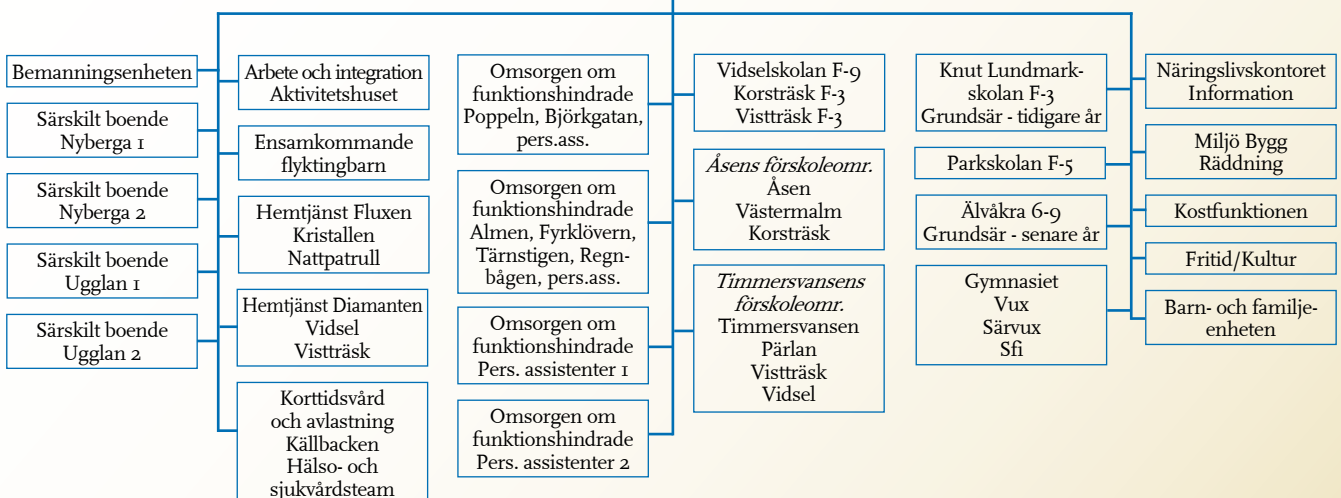 Bemanningsenheten
Särskilt boende
Nyberga 1
Särskilt boende
Nyberga 2
Särskilt boende
Ugglan 1
Särskilt boende
Ugglan 2
Arbete och integration
Aktivitetshuset
Ensamkommande
flyktingbarn
Hemtjänst Fluxen
Kristallen
Nattpatrull
Hemtjänst Diamanten
Vidsel
Vistträsk
Korttidsvård
och avlastning
Källbacken
Hälso- och
sjukvårdsteam
Omsorgen om
funktionshindrade
Poppeln, Björkgatan,
pers.ass.
Omsorgen om
funktionshindrade
Almen, Fyrklövern,
Tärnstigen, Regn-
bågen, pers.ass.
Omsorgen om
funktionshindrade
Pers. assistenter 1
Omsorgen om
funktionshindrade
Pers. assistenter 2
Vidselskolan F-9
Korsträsk F-3
Vistträsk F-3
Åsens förskoleomr.
Åsen
Västermalm
Korsträsk
Timmersvansens
förskoleomr.
Timmersvansen
Pärlan
Vistträsk
Vidsel
Knut Lundmark-
skolan F-3
Grundsär - tidigare år
Parkskolan F-5
Älvåkra 6-9
Grundsär - senare år
Gymnasiet
Vux
Särvux
Sfi
Näringslivskontoret
Information
Miljö Bygg
Räddning
Kostfunktionen
Fritid/Kultur
Barn- och familje-
enheten